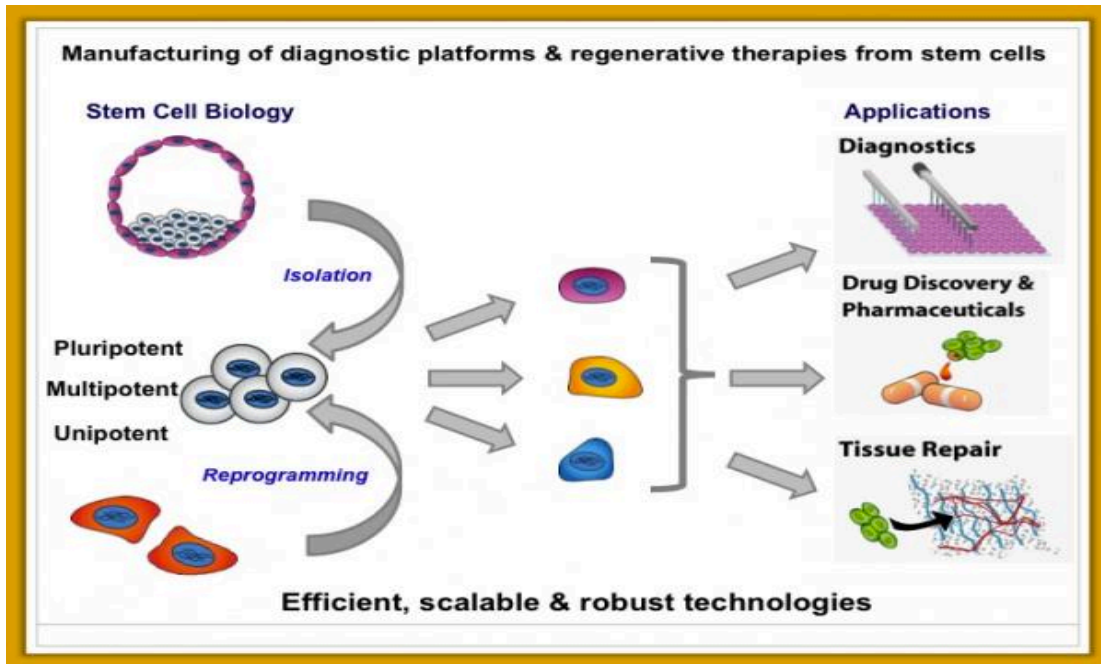 Manufacturing of diagnostic platforms & regenerative therapies from stem cells
Stem Cell Biology
Isolation
Pluripotent
Multipotent
Unipotent
Reprogramming
Applications
Diagnostics
Drug Discovery &
Pharmaceuticals
Tissue Repair
Efficient, scalable & robust technologies